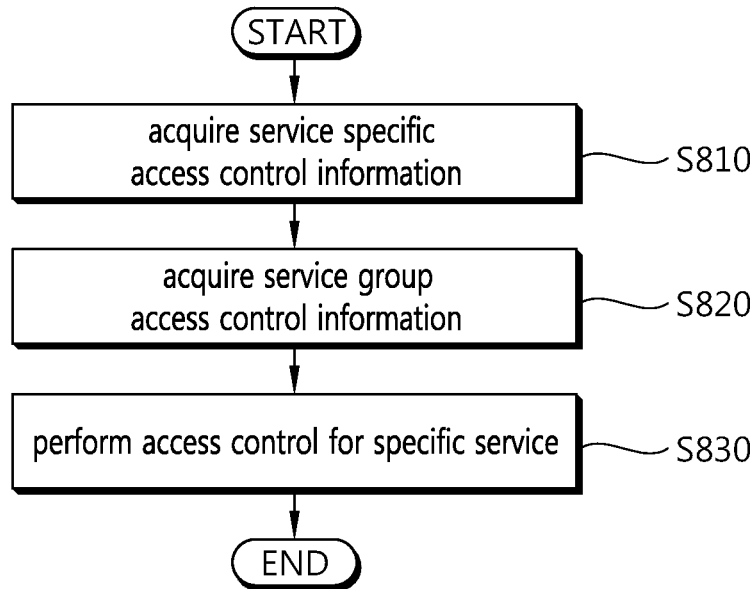 START
acquire service specific
access control information
S810
acquire service group
access control information
S820
perform access control for specific service
S830
END